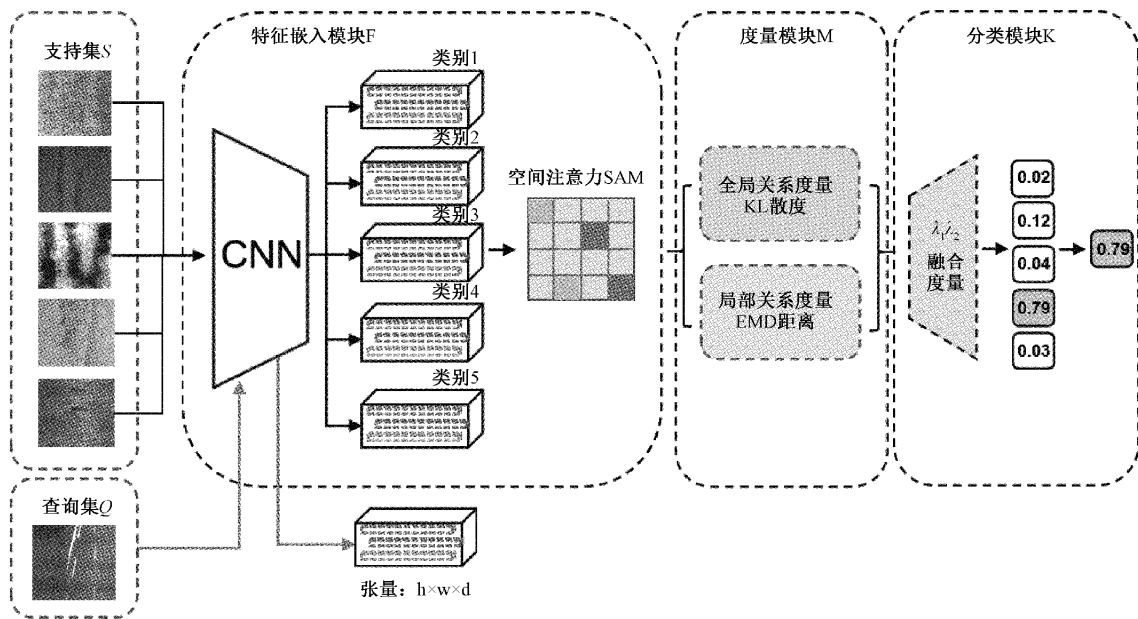 支持集S
特征嵌入模块F
度量模块M
分类模块K
类别1
类别2
类别3
类别4
类别5
CNN
空间注意力SAM
全局关系度量
KL散度
局部关系度量
EMD距离
λ₁λ₂
融合
度量
0.02
0.12
0.04
0.79
0.03
0.79
查询集Q
张量：h×w×d